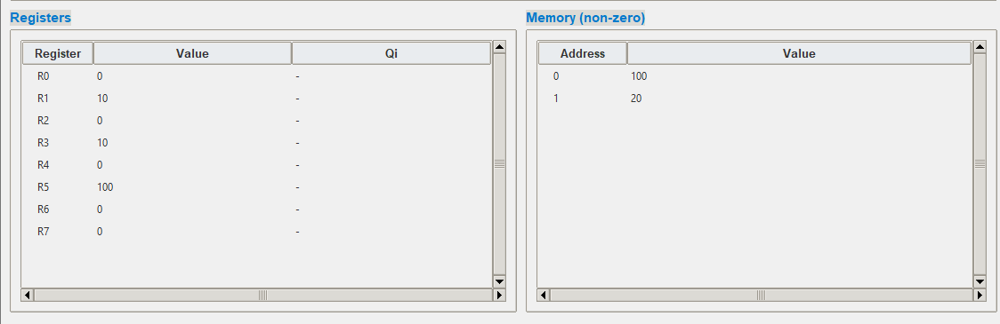 Registers
Register Value Qi
R0 0 -
R1 10 -
R2 0 -
R3 10 -
R4 0 -
R5 100 -
R6 0 -
R7 0 -
Memory (non-zero)
Address Value
0 100
1 20